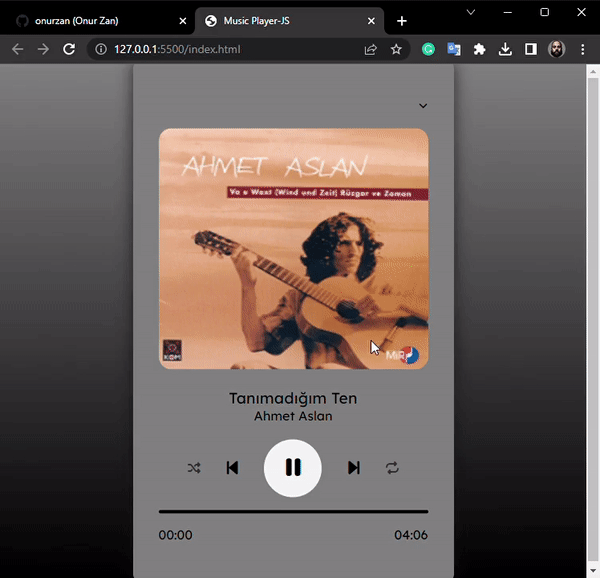 onurzan (Onur Zan)
Music Player-JS
127.0.0.1:5500/index.html
AHMET ASLAN
Va u Waxt (Wind und Zeit) Rüzgar ve Zaman
KOM
MiR
Tanımadığım Ten
Ahmet Aslan
00:00
04:06